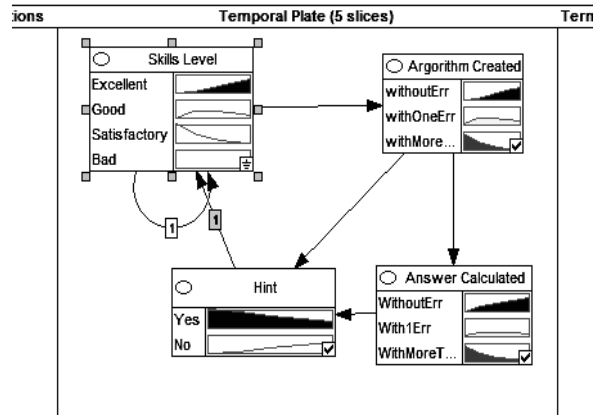 tions
Temporal Plate (5 slices)
Term
Skills Level
Excellent
Good
Satisfactory
Bad
Argorithm Created
withoutErr
withOneErr
withMore...
1
1
Hint
Yes
No
Answer Calculated
WithoutErr
With1Err
WithMoreT...